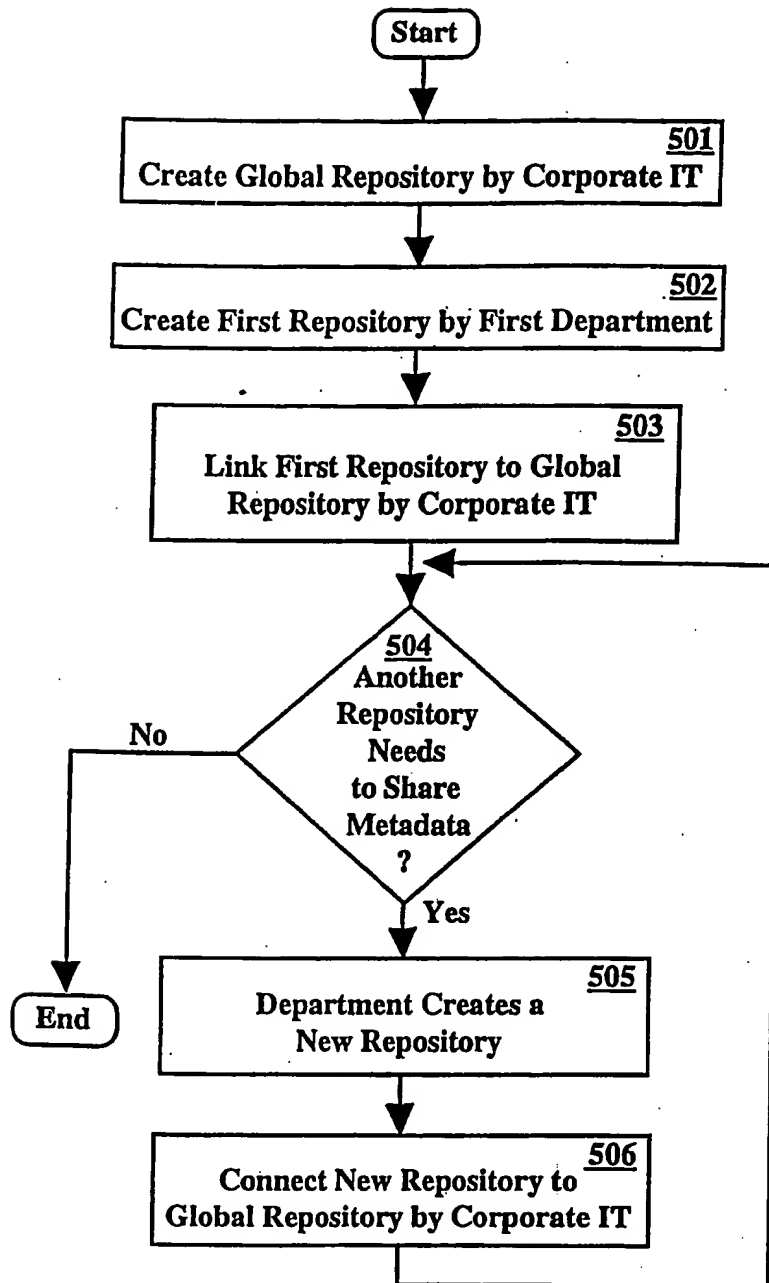 Start
501
Create Global Repository by Corporate IT
502
Create First Repository by First Department
503
Link First Repository to Global
Repository by Corporate IT
504
Another
Repository
Needs
to Share
Metadata
?
No
Yes
End
505
Department Creates a
New Repository
506
Connect New Repository to
Global Repository by Corporate IT